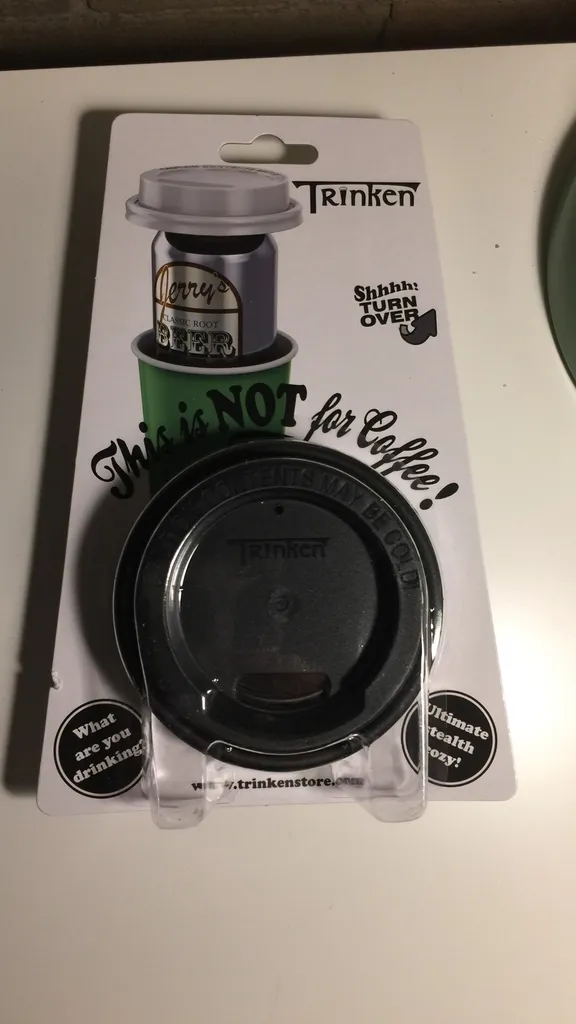 Trinken
Jerry's
CLASSIC ROOT
BEER
Shhhh!
TURN
OVER
This is NOT for Coffee!
CONTENTS MAY BE COLD!
Trinken
What
are you
drinking?
Ultimate
stealth
cozy!
www.trinkenstore.com